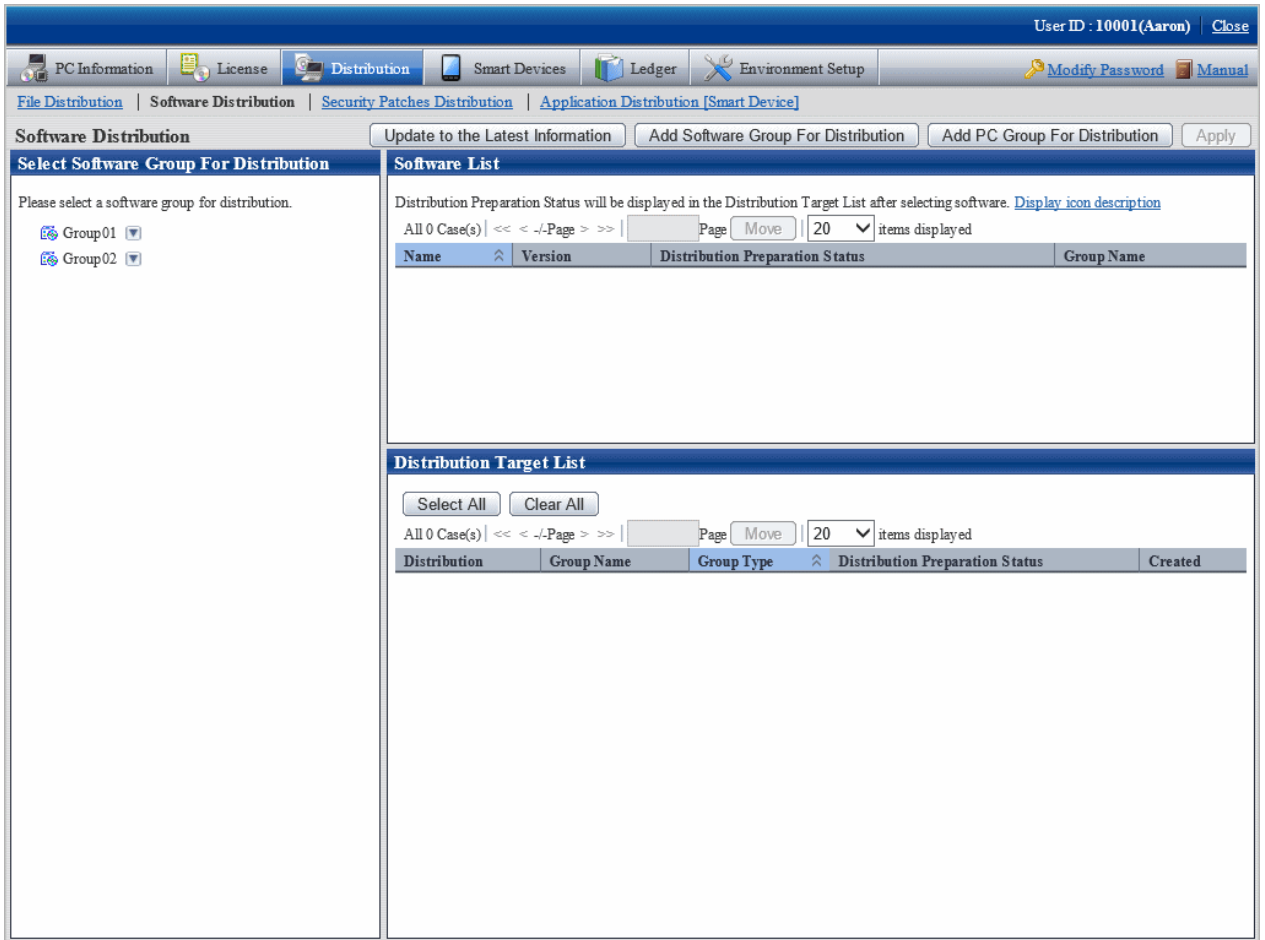 User ID : 10001(Aaron) Close
PC Information License Distribution Smart Devices Ledger Environment Setup Modify Password Manual
File Distribution | Software Distribution | Security Patches Distribution | Application Distribution [Smart Device]
Software Distribution Update to the Latest Information Add Software Group For Distribution Add PC Group For Distribution Apply
Select Software Group For Distribution
Please select a software group for distribution.
Group01
Group02
Software List
Distribution Preparation Status will be displayed in the Distribution Target List after selecting software. Display icon description
All 0 Case(s) | << < -/-Page > >> | Page Move | 20 items displayed
Name Version Distribution Preparation Status Group Name
Distribution Target List
Select All Clear All
All 0 Case(s) | << < -/-Page > >> | Page Move | 20 items displayed
Distribution Group Name Group Type Distribution Preparation Status Created